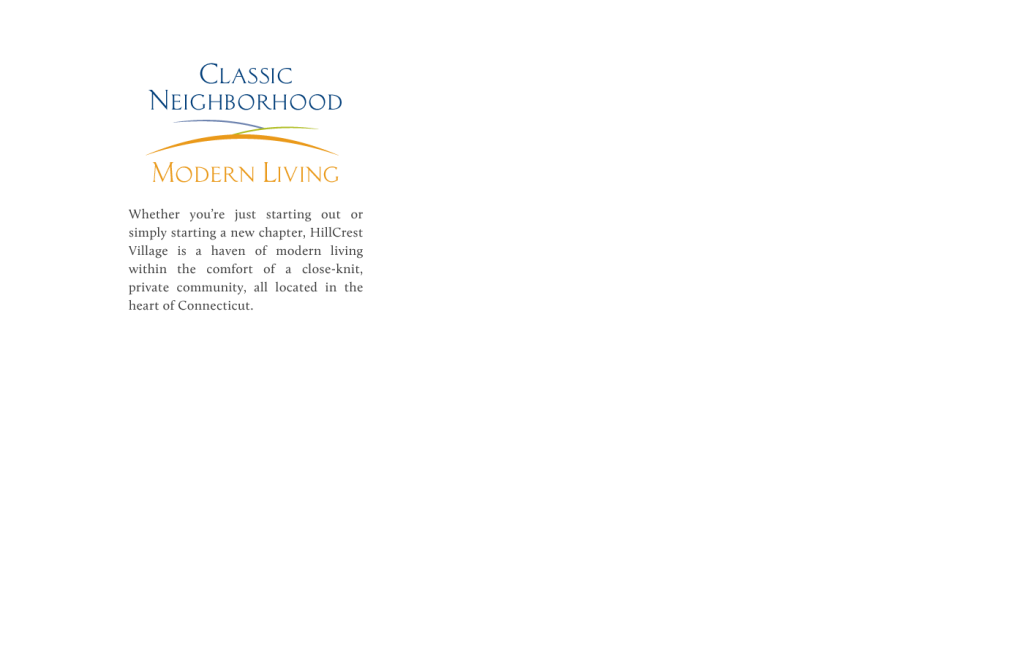 Classic
Neighborhood
Modern Living
Whether you're just starting out or
simply starting a new chapter, HillCrest
Village is a haven of modern living
within the comfort of a close-knit,
private community, all located in the
heart of Connecticut.